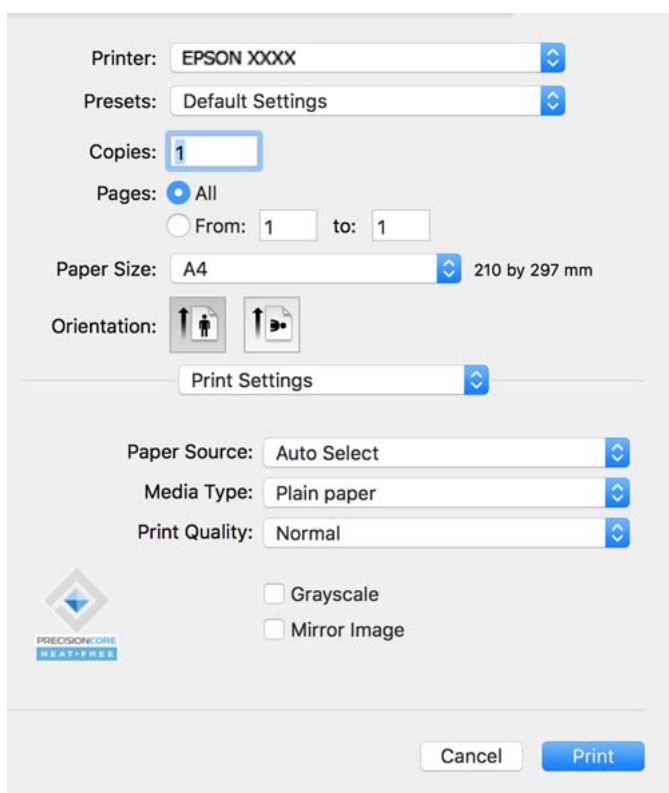 Printer: EPSON XXXX
Presets: Default Settings
Copies: 1
Pages: All
From: 1 to: 1
Paper Size: A4 210 by 297 mm
Orientation:
Print Settings
Paper Source: Auto Select
Media Type: Plain paper
Print Quality: Normal
Grayscale
Mirror Image
PRECISIONCORE
HEAT-FREE
Cancel Print